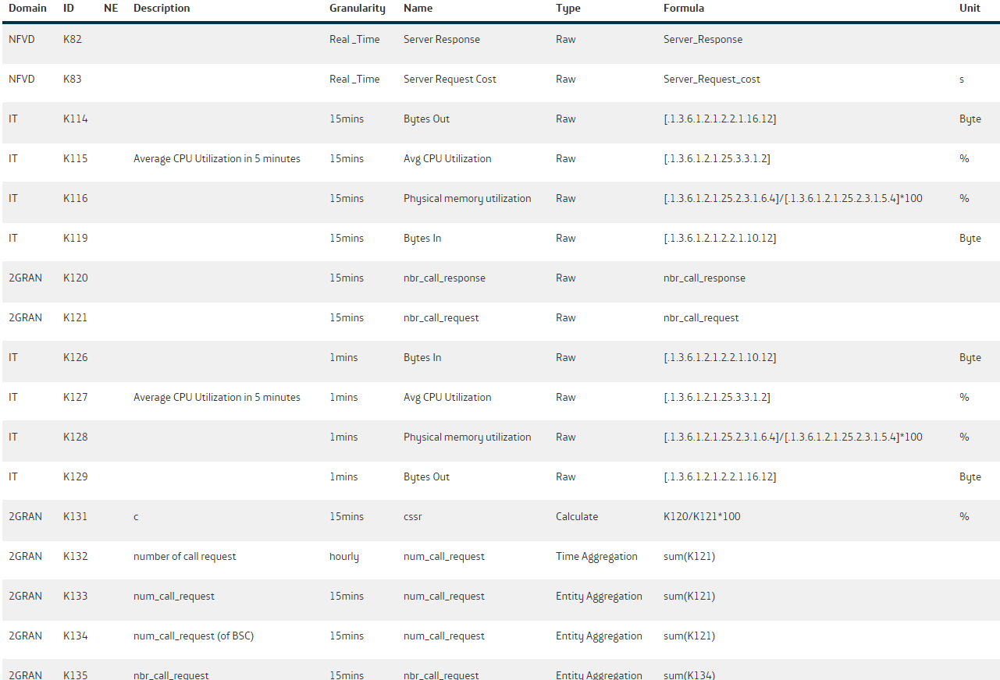 Domain ID NE Description Granularity Name Type Formula Unit
NFVD K82 Real _Time Server Response Raw Server_Response
NFVD K83 Real _Time Server Request Cost Raw Server_Request_cost s
IT K114 15mins Bytes Out Raw [.1.3.6.1.2.1.2.2.1.16.12] Byte
IT K115 Average CPU Utilization in 5 minutes 15mins Avg CPU Utilization Raw [.1.3.6.1.2.1.25.3.3.1.2] %
IT K116 15mins Physical memory utilization Raw [.1.3.6.1.2.1.25.2.3.1.6.4]/[.1.3.6.1.2.1.25.2.3.1.5.4]*100 %
IT K119 15mins Bytes In Raw [.1.3.6.1.2.1.2.2.1.10.12] Byte
2GRAN K120 15mins nbr_call_response Raw nbr_call_response
2GRAN K121 15mins nbr_call_request Raw nbr_call_request
IT K126 1mins Bytes In Raw [.1.3.6.1.2.1.2.2.1.10.12] Byte
IT K127 Average CPU Utilization in 5 minutes 1mins Avg CPU Utilization Raw [.1.3.6.1.2.1.25.3.3.1.2] %
IT K128 1mins Physical memory utilization Raw [.1.3.6.1.2.1.25.2.3.1.6.4]/[.1.3.6.1.2.1.25.2.3.1.5.4]*100 %
IT K129 1mins Bytes Out Raw [.1.3.6.1.2.1.2.2.1.16.12] Byte
2GRAN K131 c 15mins cssr Calculate K120/K121*100 %
2GRAN K132 number of call request hourly num_call_request Time Aggregation sum(K121)
2GRAN K133 num_call_request 15mins num_call_request Entity Aggregation sum(K121)
2GRAN K134 num_call_request (of BSC) 15mins num_call_request Entity Aggregation sum(K121)
2GRAN K135 nbr_call_request 15mins nbr_call_request Entity Aggregation sum(K134)